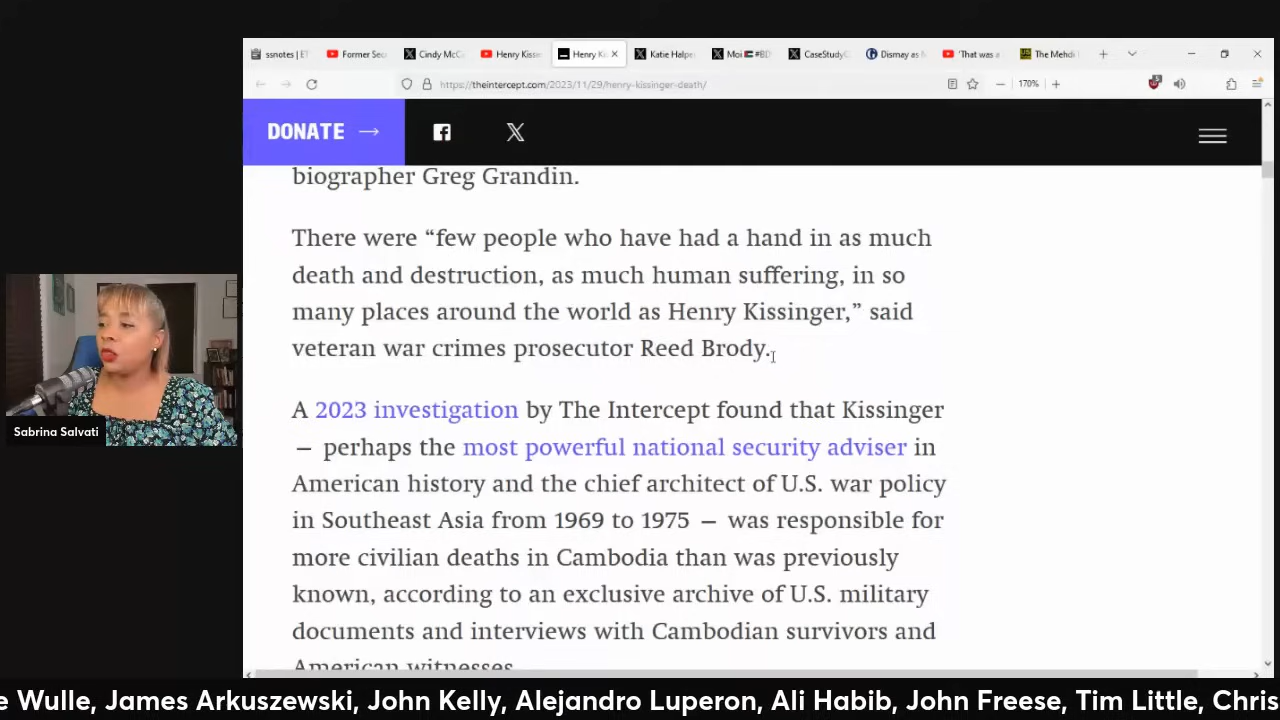 ssnotes | ET
Former Sec
Cindy McCa
Henry Kisse
Henry Ki
Katie Halpe
Moi #BD
CaseStudyQ
Dismay as
'That was a
The Mehdi
https://theintercept.com/2023/11/29/henry-kissinger-death/
170%
DONATE →
biographer Greg Grandin.
There were “few people who have had a hand in as much
death and destruction, as much human suffering, in so
many places around the world as Henry Kissinger,” said
veteran war crimes prosecutor Reed Brody.
A 2023 investigation by The Intercept found that Kissinger
— perhaps the most powerful national security adviser in
American history and the chief architect of U.S. war policy
in Southeast Asia from 1969 to 1975 — was responsible for
more civilian deaths in Cambodia than was previously
known, according to an exclusive archive of U.S. military
documents and interviews with Cambodian survivors and
American witnesses.
Sabrina Salvati
e Wulle, James Arkuszewski, John Kelly, Alejandro Luperon, Ali Habib, John Freese, Tim Little, Chris